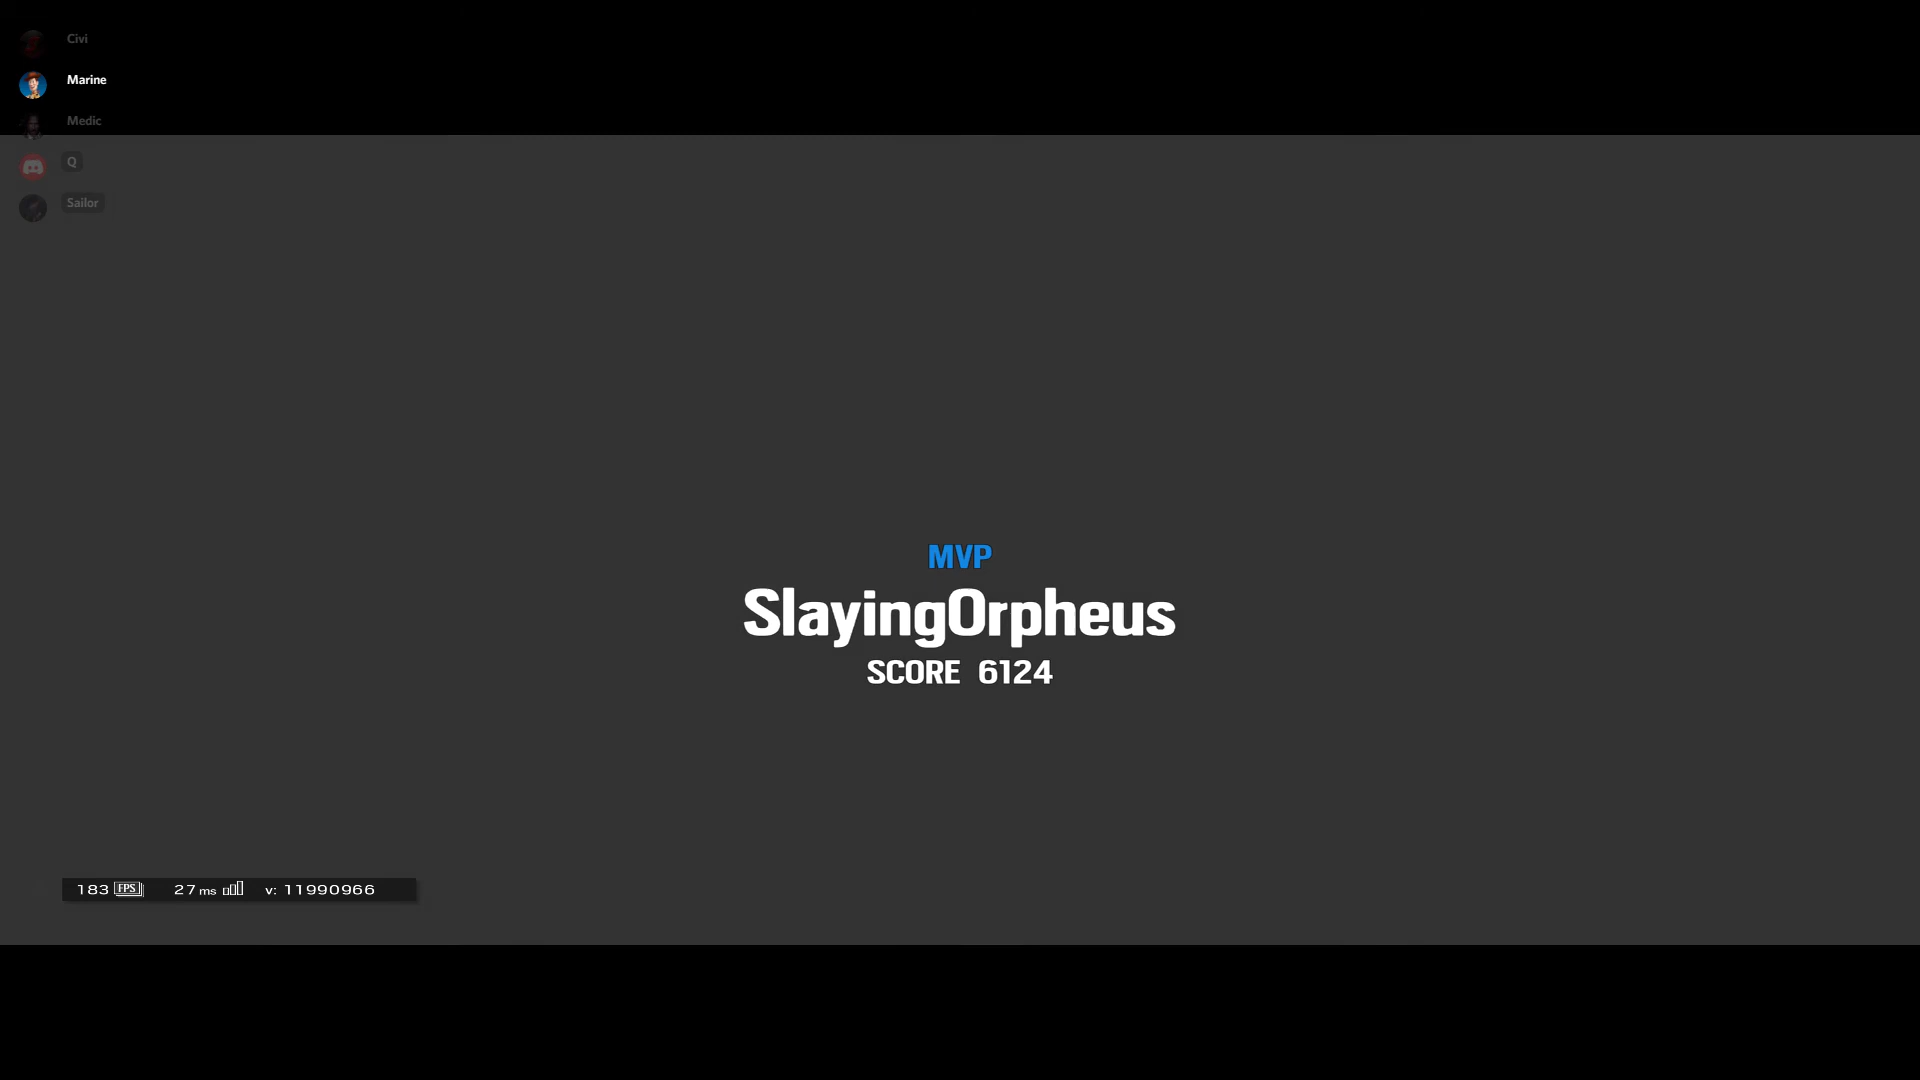 Civi
Marine
Medic
Q
Sailor
MVP
SlayingOrpheus
SCORE 6124
183 FPS 27 ms v: 11990966